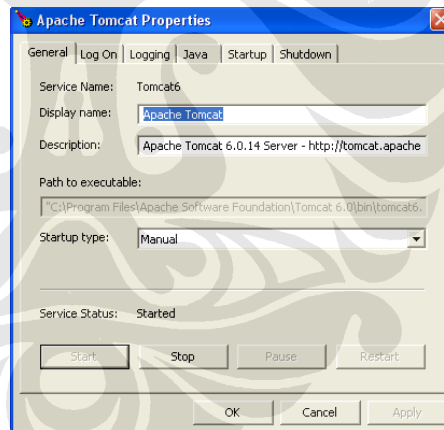 Apache Tomcat Properties
General Log On Logging Java Startup Shutdown
Service Name: Tomcat6
Display name: Apache Tomcat
Description: Apache Tomcat 6.0.14 Server - http://tomcat.apache
Path to executable:
"C:\Program Files\Apache Software Foundation\Tomcat 6.0\bin\tomcat6.
Startup type: Manual
Service Status: Started
Start Stop Pause Restart
OK Cancel Apply